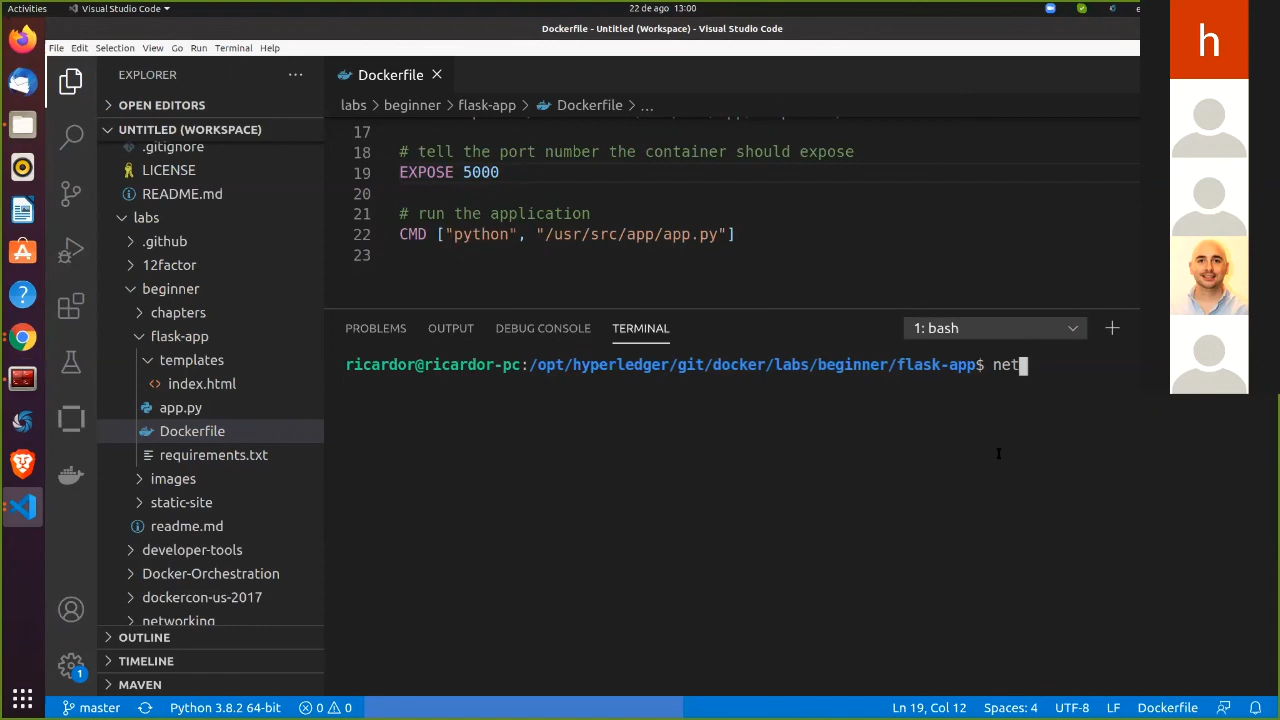 Activities
Visual Studio Code
22 de ago 13:00
Dockerfile - Untitled (Workspace) - Visual Studio Code
File Edit Selection View Go Run Terminal Help
EXPLORER
OPEN EDITORS
UNTITLED (WORKSPACE)
.gitignore
LICENSE
README.md
labs
.github
12factor
beginner
chapters
flask-app
templates
index.html
app.py
Dockerfile
requirements.txt
images
static-site
readme.md
developer-tools
Docker-Orchestration
dockercon-us-2017
networking
OUTLINE
TIMELINE
MAVEN
Dockerfile
labs > beginner > flask-app > Dockerfile > ...
17
18 # tell the port number the container should expose
19 EXPOSE 5000
20
21 # run the application
22 CMD ["python", "/usr/src/app/app.py"]
23
PROBLEMS OUTPUT DEBUG CONSOLE TERMINAL
1: bash
ricardor@ricardor-pc:/opt/hyperledger/git/docker/labs/beginner/flask-app$ net
h
1
master
Python 3.8.2 64-bit
0 0
Ln 19, Col 12
Spaces: 4
UTF-8
LF
Dockerfile